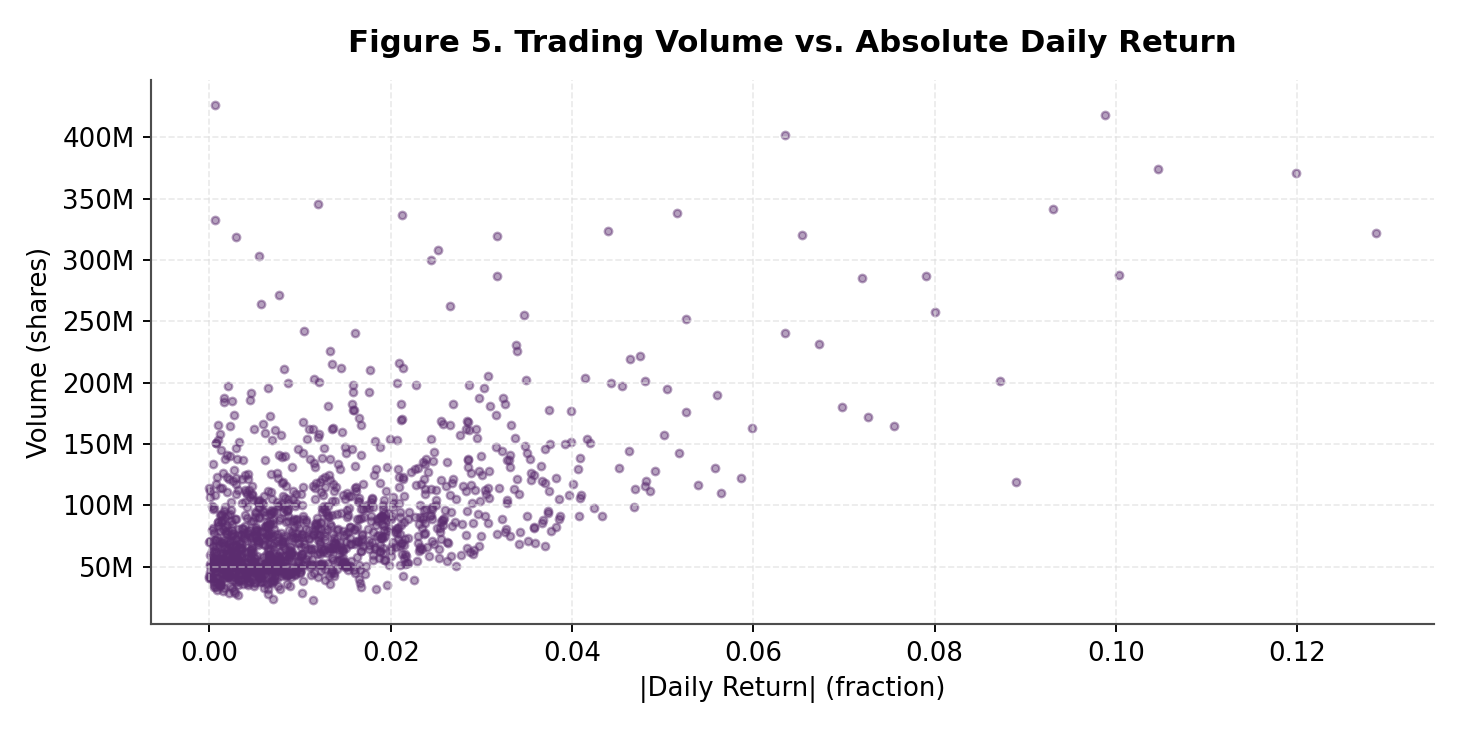 Figure 5. Trading Volume vs. Absolute Daily Return
Volume (shares)
400M
350M
300M
250M
200M
150M
100M
50M
0.00 0.02 0.04 0.06 0.08 0.10 0.12
|Daily Return| (fraction)